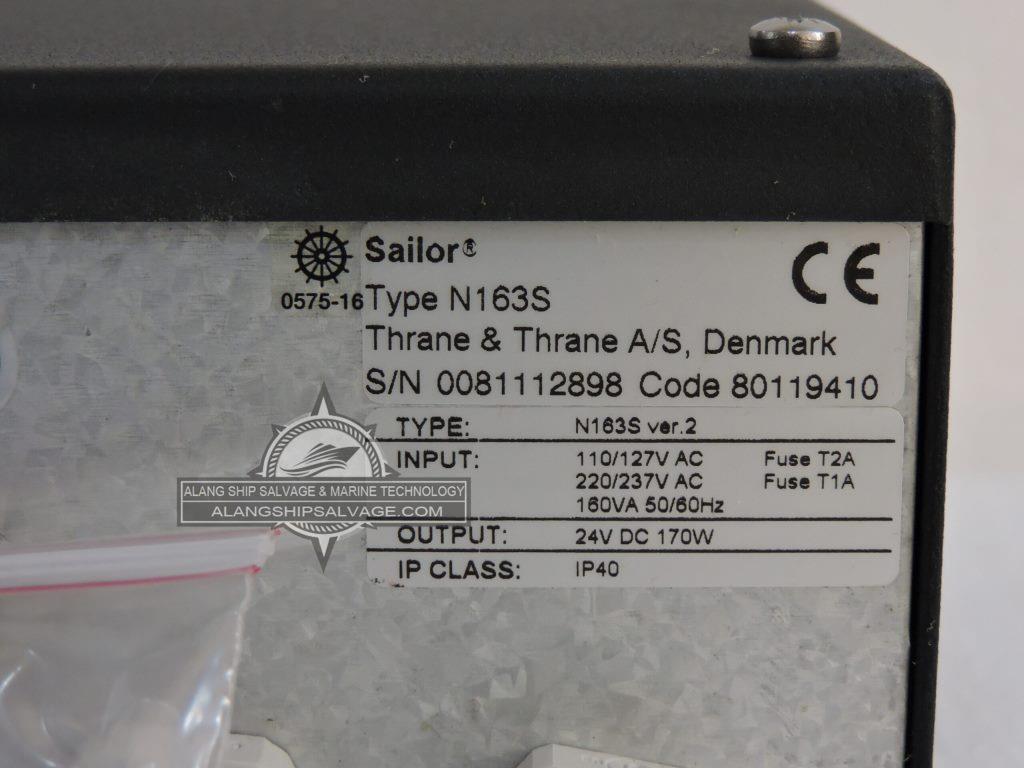 Sailor®
0575-16
Type N163S
Thrane & Thrane A/S, Denmark
S/N 0081112898 Code 80119410
CE
TYPE: N163S ver.2
INPUT: 110/127V AC Fuse T2A
220/237V AC Fuse T1A
160VA 50/60Hz
OUTPUT: 24V DC 170W
IP CLASS: IP40
ALANG SHIP SALVAGE & MARINE TECHNOLOGY
ALANGSHIPSALVAGE.COM